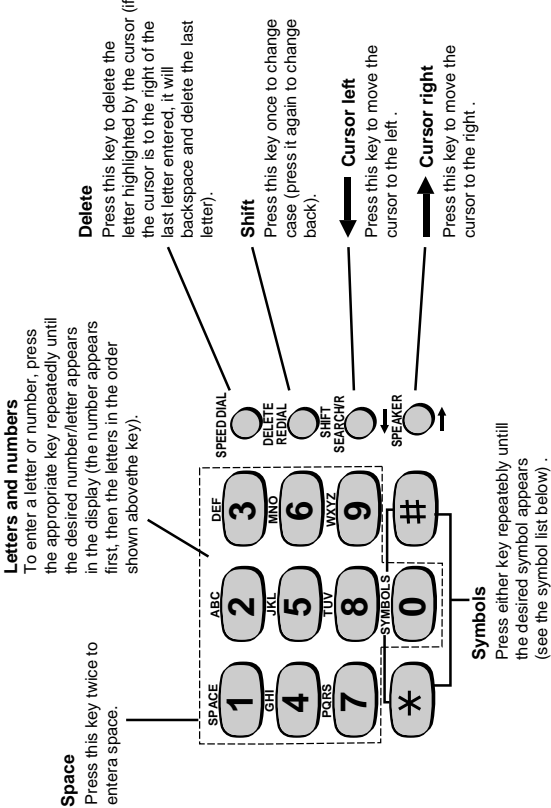 Letters and numbers
To enter a letter or number, press
the appropriate key repeatedly until
the desired number/letter appears
in the display (the number appears
first, then the letters in the order
shown abovethe key).
Space
Press this key twice to
entera space.
Delete
Press this key to delete the
letter highlighted by the cursor (if
the cursor is to the right of the
last letter entered, it will
backspace and delete the last
letter).
Shift
Press this key once to change
case (press it again to change
back).
Cursor left
Press this key to move the
cursor to the left .
Cursor right
Press this key to move the
cursor to the right .
SPACE ABC DEF
1 2 3
GHI JKL MNO
4 5 6
PQRS TUV WXYZ
7 8 9
SYMBOLS
* 0 #
SPEED DIAL
DELETE
REDIAL
SHIFT
SEARCH/R
SPEAKER
Symbols
Press either key repeatebly untill
the desired symbol appears
(see the symbol list below) .